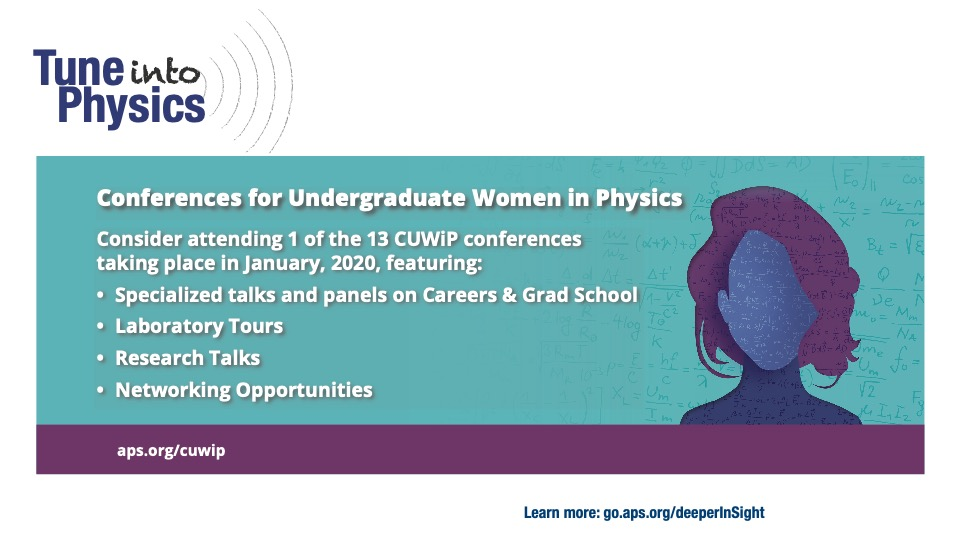 Tune into
Physics
Conferences for Undergraduate Women in Physics
Consider attending 1 of the 13 CUWiP conferences
taking place in January, 2020, featuring:
• Specialized talks and panels on Careers & Grad School
• Laboratory Tours
• Research Talks
• Networking Opportunities
aps.org/cuwip
Learn more: go.aps.org/deeperInSight